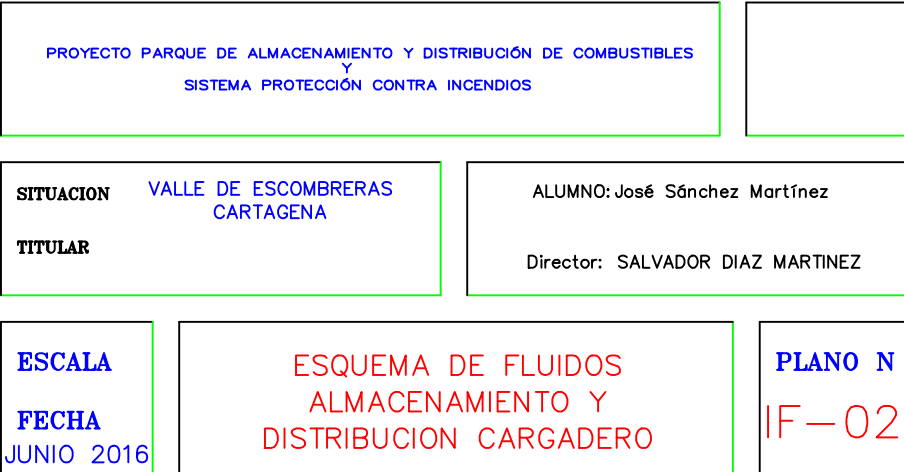 PROYECTO PARQUE DE ALMACENAMIENTO Y DISTRIBUCIÓN DE COMBUSTIBLES
Y
SISTEMA PROTECCIÓN CONTRA INCENDIOS
SITUACION VALLE DE ESCOMBRERAS
CARTAGENA
TITULAR
ALUMNO: José Sánchez Martínez
Director: SALVADOR DIAZ MARTINEZ
ESCALA
FECHA
JUNIO 2016
ESQUEMA DE FLUIDOS
ALMACENAMIENTO Y
DISTRIBUCION CARGADERO
PLANO N
IF-02